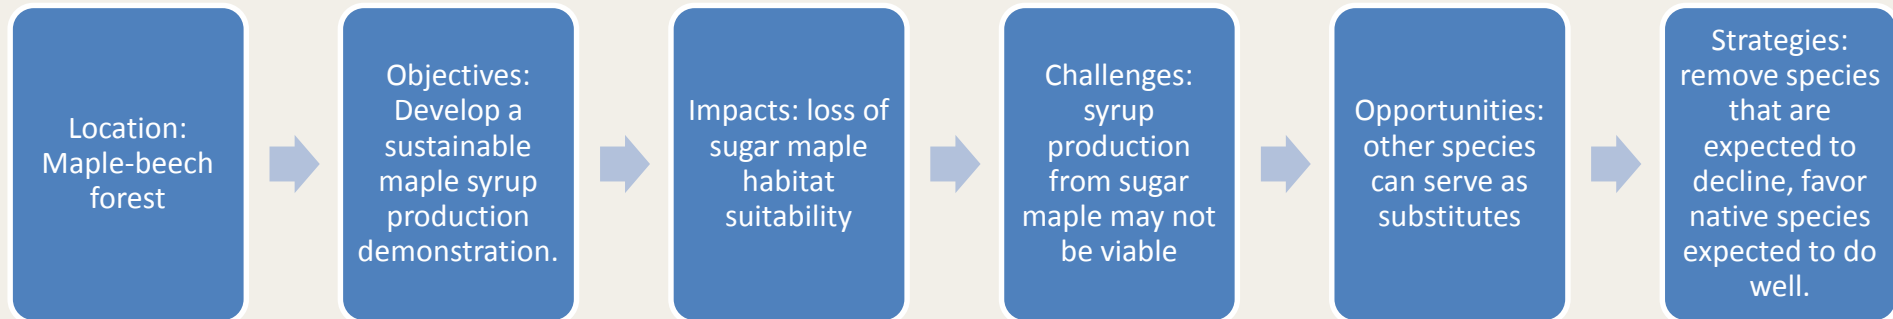 Location:
Maple-beech
forest
Objectives:
Develop a
sustainable
maple syrup
production
demonstration.
Impacts: loss of
sugar maple
habitat
suitability
Challenges:
syrup
production
from sugar
maple may not
be viable
Opportunities:
other species
can serve as
substitutes
Strategies:
remove species
that are
expected to
decline, favor
native species
expected to do
well.